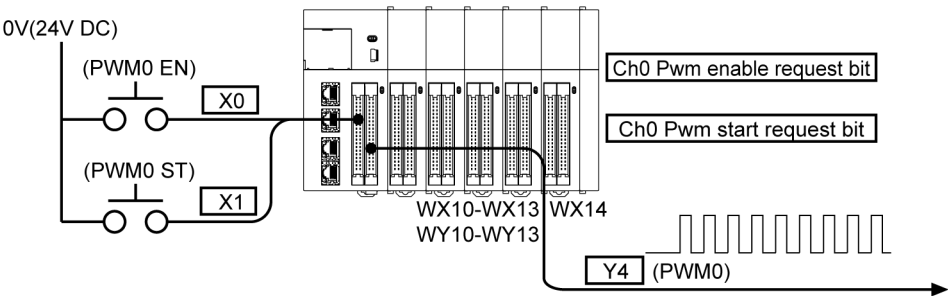 0V(24V DC)
(PWM0 EN)
X0
(PWM0 ST)
X1
Ch0 Pwm enable request bit
Ch0 Pwm start request bit
WX10-WX13
WX14
WY10-WY13
Y4
(PWM0)